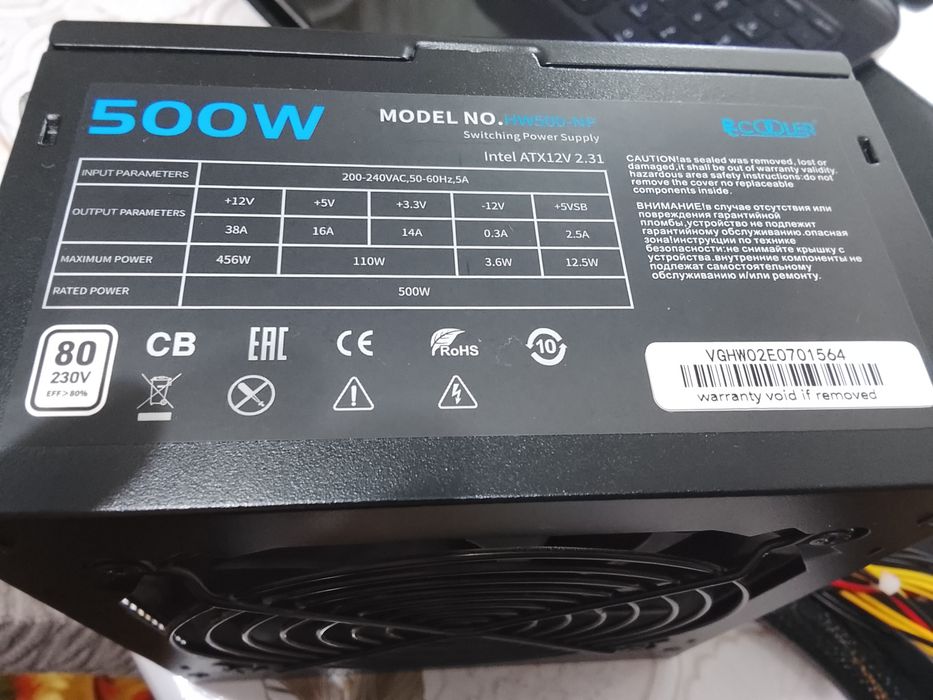 500W
MODEL NO.HW500-NP
Switching Power Supply
Intel ATX12V 2.31
PCCOOLER
INPUT PARAMETERS 200-240VAC,50-60Hz,5A
OUTPUT PARAMETERS +12V +5V +3.3V -12V +5VSB
38A 16A 14A 0.3A 2.5A
MAXIMUM POWER 456W 110W 3.6W 12.5W
RATED POWER 500W
CAUTION!as sealed was removed, lost or
damaged,it shall be out of warranty validity.
hazardous area safety instructions:do not
remove the cover no replaceable
components inside.
ВНИМАНИЕ!в случае отсутствия или
повреждения гарантийной
пломбы,устройство не подлежит
гарантийному обслуживанию.опасная
зона!инструкции по технике
безопасности:не снимайте крышку с
устройства.внутренние компоненты не
подлежат самостоятельному
обслуживанию и/или ремонту.
80
230V
EFF>80%
CB
EAC
CE
RoHS
10
VGHW02E0701564
warranty void if removed